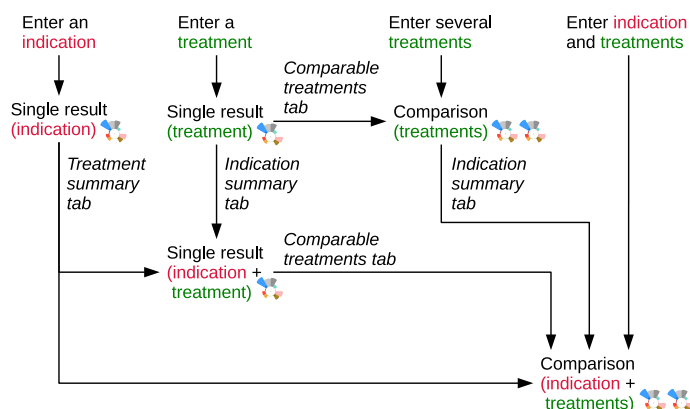 Enter an
indication
Enter a
treatment
Enter several
treatments
Enter indication
and treatments
Comparable
treatments
tab
Single result
(indication)
Single result
(treatment)
Comparison
(treatments)
Treatment
summary
tab
Indication
summary
tab
Indication
summary
tab
Single result
(indication +
treatment)
Comparable
treatments tab
Comparison
(indication +
treatments)